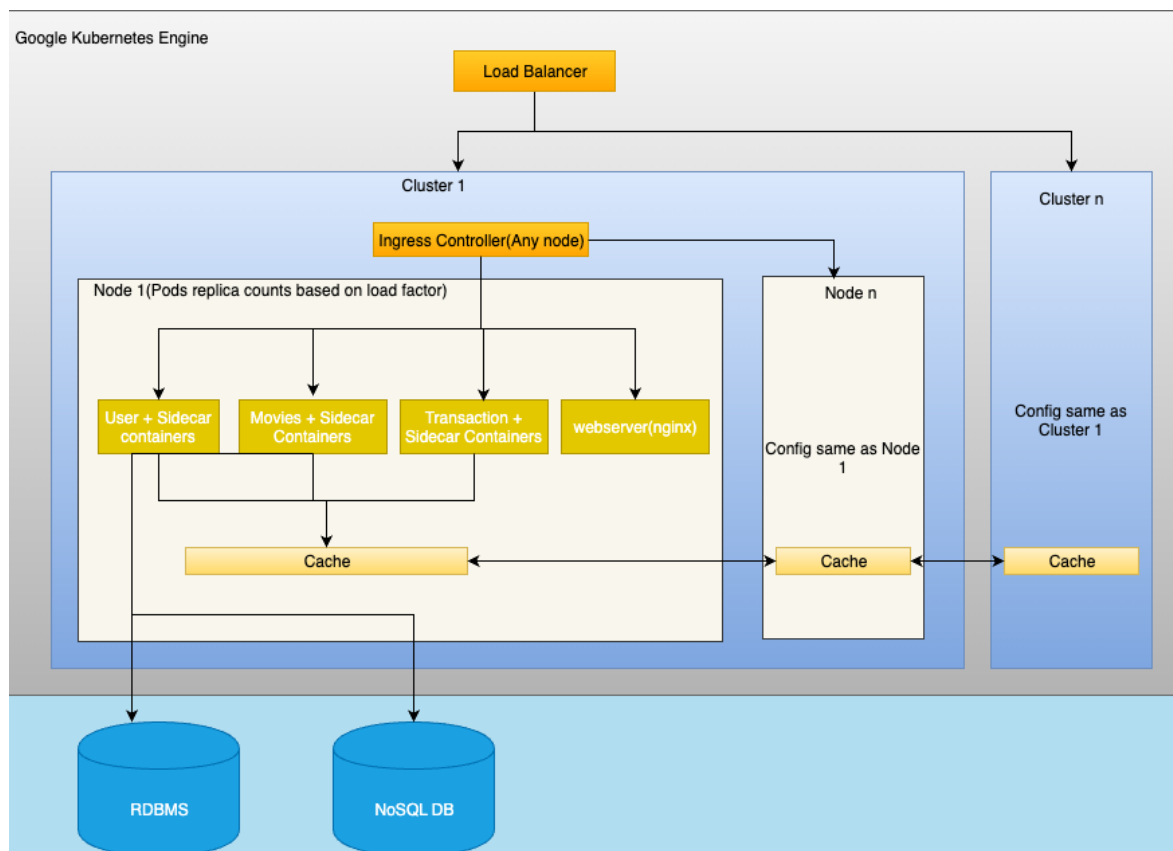 Google Kubernetes Engine
Load Balancer
Cluster 1
Cluster n
Ingress Controller(Any node)
Node 1(Pods replica counts based on load factor)
Node n
User + Sidecar
containers
Movies + Sidecar
Containers
Transaction +
Sidecar Containers
webserver(nginx)
Config same as Node
1
Config same as
Cluster 1
Cache
Cache
Cache
RDBMS
NoSQL DB